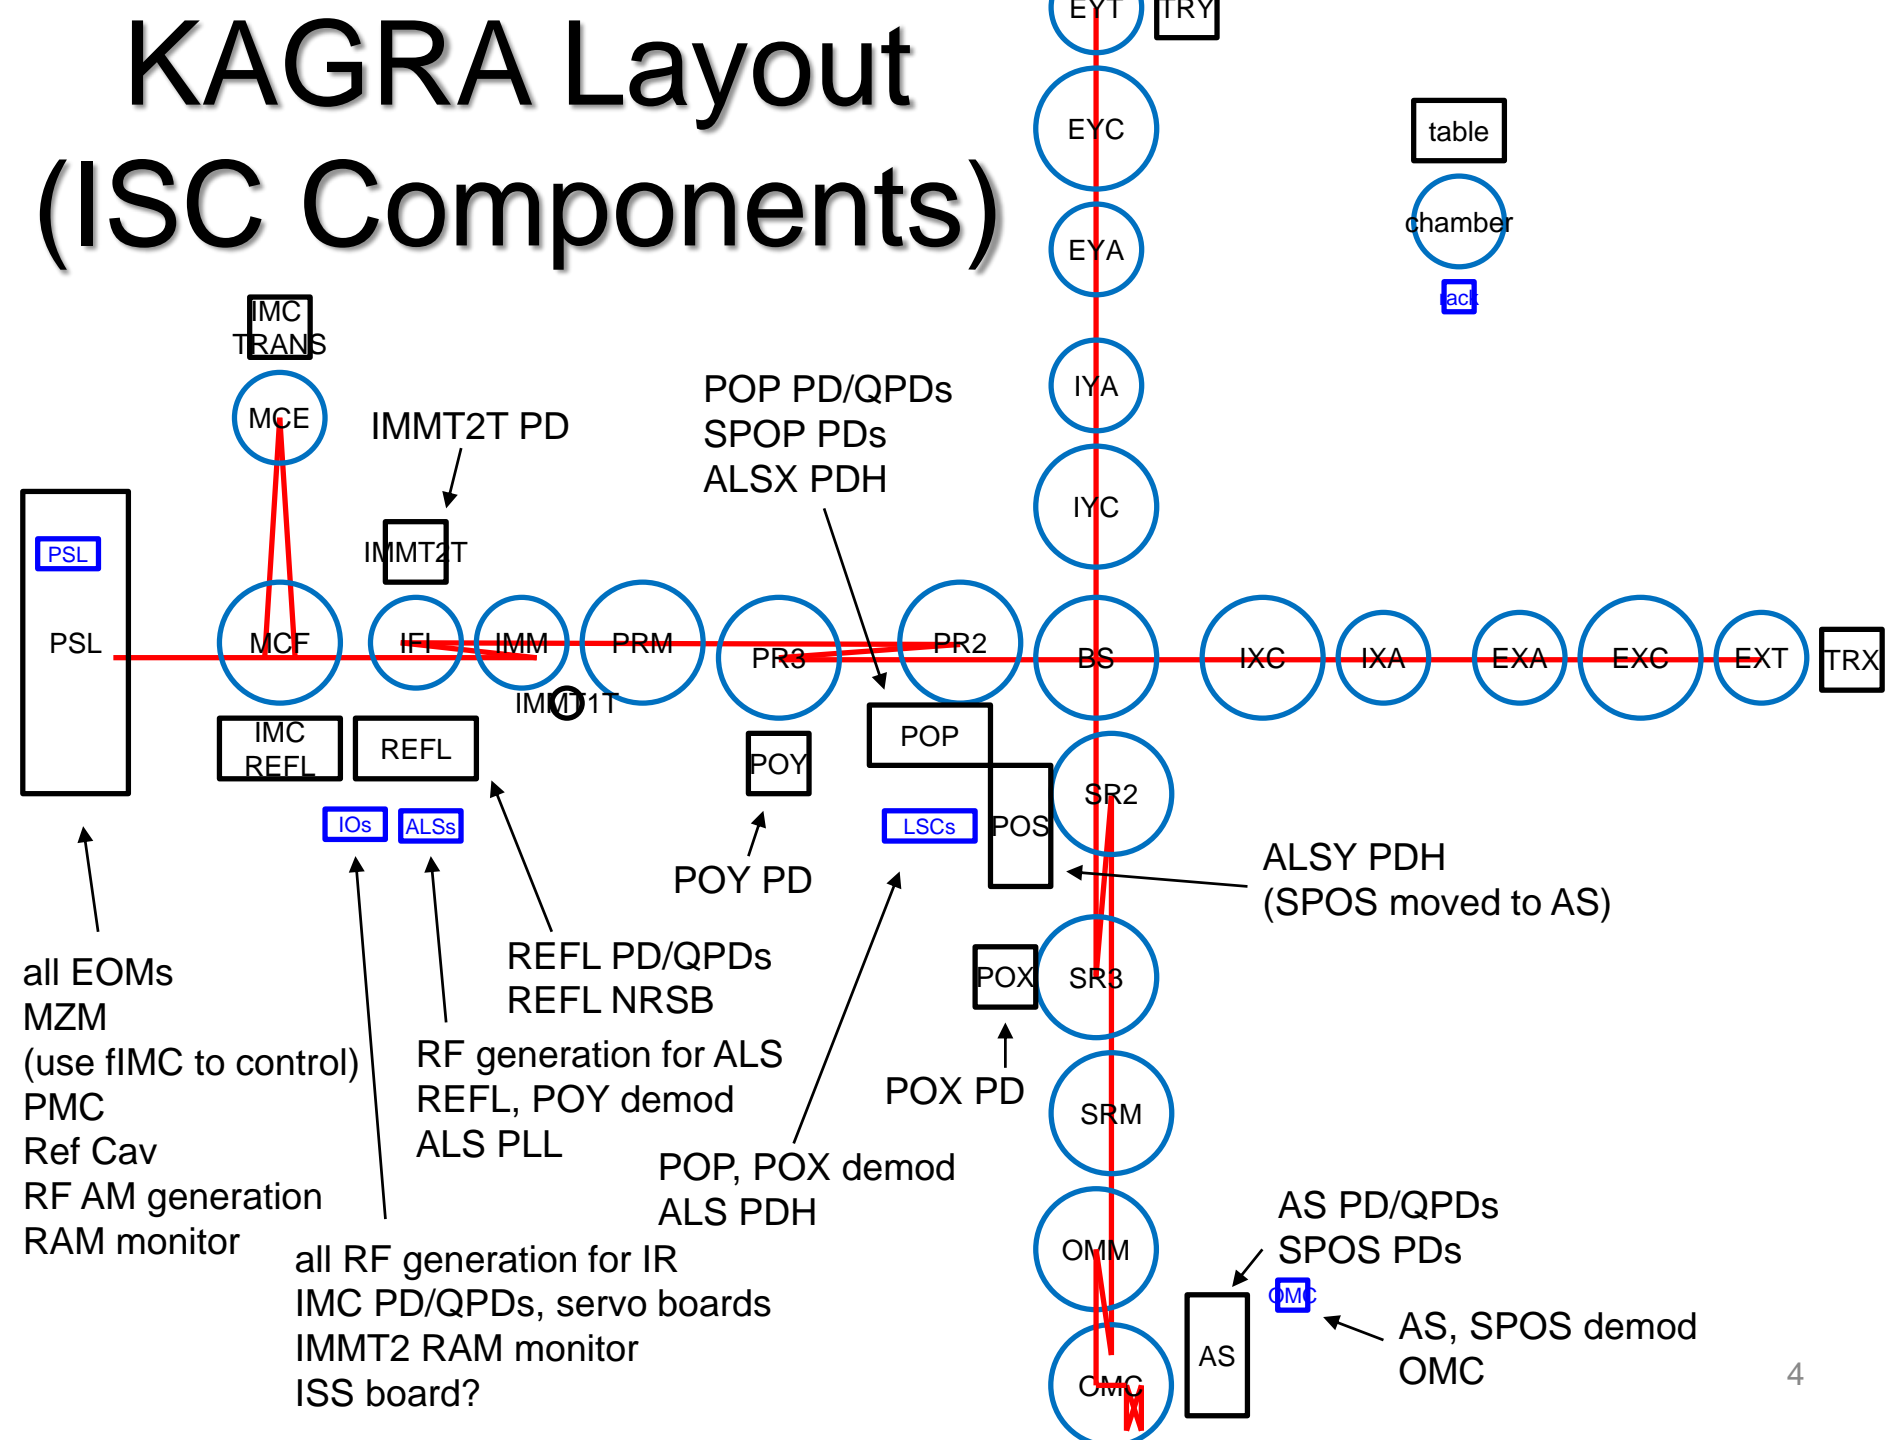 KAGRA Layout
(ISC Components)
EYT
TRY
EYC
EYA
IYA
IYC
table
chamber
rack
IMC
TRANS
MCE
IMMT2T PD
POP PD/QPDs
SPOP PDs
ALSX PDH
PSL
PSL
IMMT2T
MCF
IFI
IMM
PRM
PR3
PR2
BS
IXC
IXA
EXA
EXC
EXT
TRX
IMMT1T
IMC
REFL
REFL
POY
POP
SR2
IOs
ALSs
LSCs
POS
POY PD
ALSY PDH
(SPOS moved to AS)
all EOMs
MZM
(use fIMC to control)
PMC
Ref Cav
RF AM generation
RAM monitor
REFL PD/QPDs
REFL NRSB
POX
SR3
RF generation for ALS
REFL, POY demod
ALS PLL
POX PD
SRM
POP, POX demod
ALS PDH
all RF generation for IR
IMC PD/QPDs, servo boards
IMMT2 RAM monitor
ISS board?
OMM
AS PD/QPDs
SPOS PDs
OMC
AS, SPOS demod
OMC
AS
OMC
4